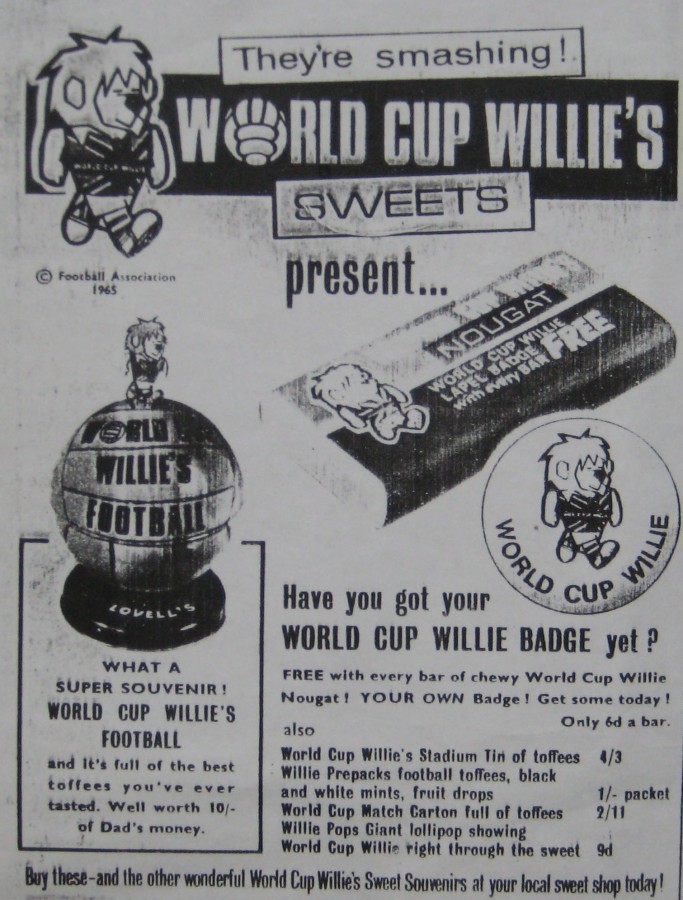 They're smashing!
WORLD CUP WILLIE'S
SWEETS
WORLD CUP WILLIE
present...
© Football Association
1965
NOUGAT
WORLD CUP WILLIE
LAPEL BADGE
with every BAR FREE
WORLD CUP
WILLIE'S
FOOTBALL
LOVELL'S
WORLD CUP WILLIE
WHAT A
SUPER SOUVENIR!
WORLD CUP WILLIE'S
FOOTBALL
and It's full of the best
toffees you've ever
tasted. Well worth 10/-
of Dad's money.
Have you got your
WORLD CUP WILLIE BADGE yet?
FREE with every bar of chewy World Cup Willie
Nougat! YOUR OWN Badge! Get some today!
Only 6d a bar.
also
World Cup Willie's Stadium Tin of toffees 4/3
Willie Prepacks football toffees, black
and white mints, fruit drops 1/- packet
World Cup Match Carton full of toffees 2/11
Willie Pops Giant lollipop showing
World Cup Willie right through the sweet 9d
Buy these-and the other wonderful World Cup Willie's Sweet Souvenirs at your local sweet shop today!